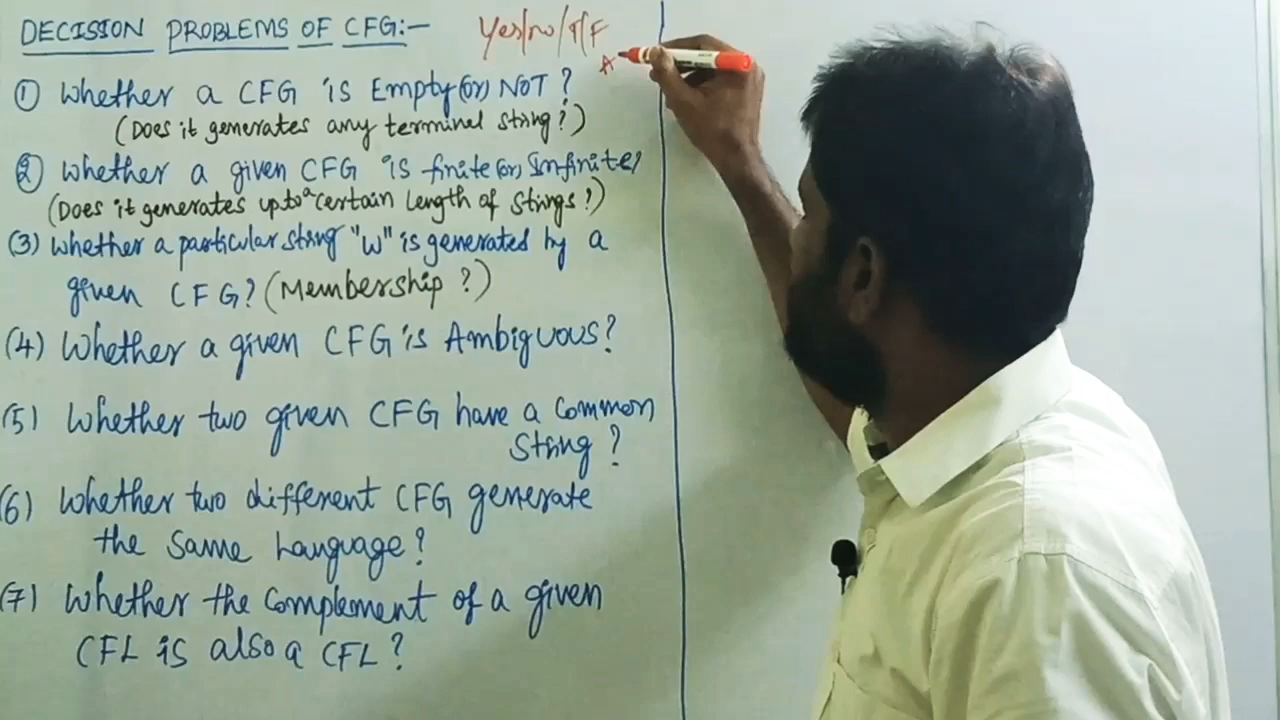 DECISION PROBLEMS OF CFG:-
Yes/no/T/F
A
① Whether a CFG is Empty (or) NOT?
(Does it generates any terminal string?)
② Whether a given CFG is finite (or) Infinite?
(Does it generates upto a certain Length of Strings?)
(3) Whether a particular string "W" is generated by a
given CFG? (Membership?)
(4) Whether a given CFG is Ambiguous?
(5) Whether two given CFG have a common
String?
(6) Whether two different CFG generate
the Same Language?
(7) Whether the Complement of a given
CFL is also a CFL?